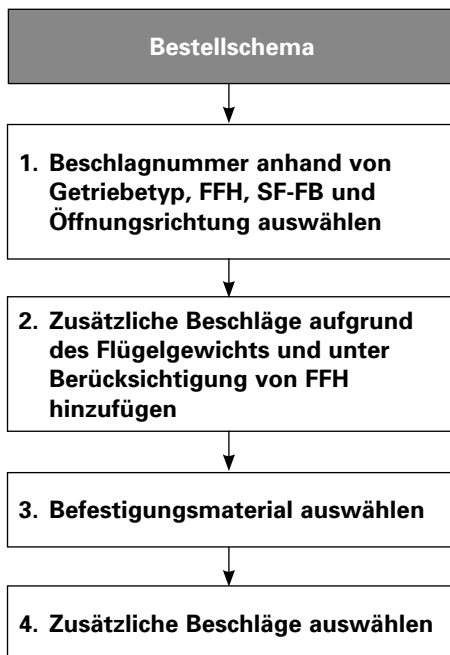 Bestellschema
1. Beschlagnummer anhand von
Getriebetyp, FFH, SF-FB und
Öffnungsrichtung auswählen
2. Zusätzliche Beschläge aufgrund
des Flügelgewichts und unter
Berücksichtigung von FFH
hinzufügen
3. Befestigungsmaterial auswählen
4. Zusätzliche Beschläge auswählen